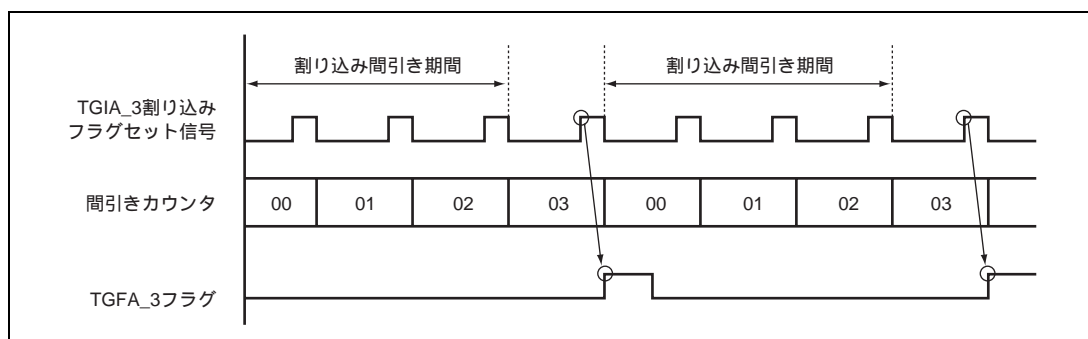 割り込み間引き期間
割り込み間引き期間
TGIA_3割り込み
フラグセット信号
間引きカウンタ
00 01 02 03 00 01 02 03
TGFA_3フラグ